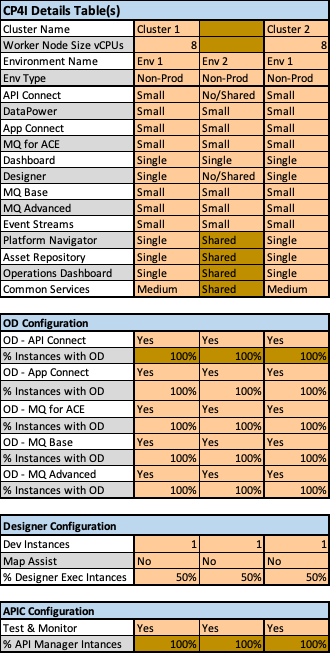 CP4I Details Table(s)
Cluster Name Cluster 1 Cluster 2
Worker Node Size vCPUs 8 8
Environment Name Env 1 Env 2 Env 1
Env Type Non-Prod Non-Prod Non-Prod
API Connect Small No/Shared Small
DataPower Small Small Small
App Connect Small Small Small
MQ for ACE Small Small Small
Dashboard Single Single Single
Designer Single No/Shared Single
MQ Base Small Small Small
MQ Advanced Small Small Small
Event Streams Small Small Small
Platform Navigator Single Shared Single
Asset Repository Single Shared Single
Operations Dashboard Single Shared Single
Common Services Medium Shared Medium
OD Configuration
OD - API Connect Yes Yes Yes
% Instances with OD 100% 100% 100%
OD - App Connect Yes Yes Yes
% Instances with OD 100% 100% 100%
OD - MQ for ACE Yes Yes Yes
% Instances with OD 100% 100% 100%
OD - MQ Base Yes Yes Yes
% Instances with OD 100% 100% 100%
OD - MQ Advanced Yes Yes Yes
% Instances with OD 100% 100% 100%
Designer Configuration
Dev Instances 1 1 1
Map Assist No No No
% Designer Exec Intances 50% 50% 50%
APIC Configuration
Test & Monitor Yes Yes Yes
% API Manager Intances 100% 100% 100%